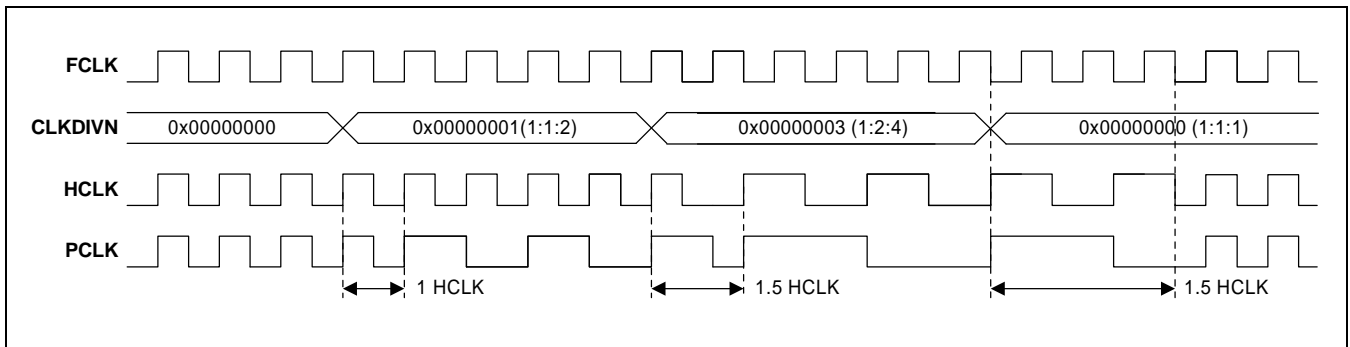 FCLK
CLKDIVN 0x00000000 0x00000001(1:1:2) 0x00000003 (1:2:4) 0x00000000 (1:1:1)
HCLK
PCLK
1 HCLK 1.5 HCLK 1.5 HCLK